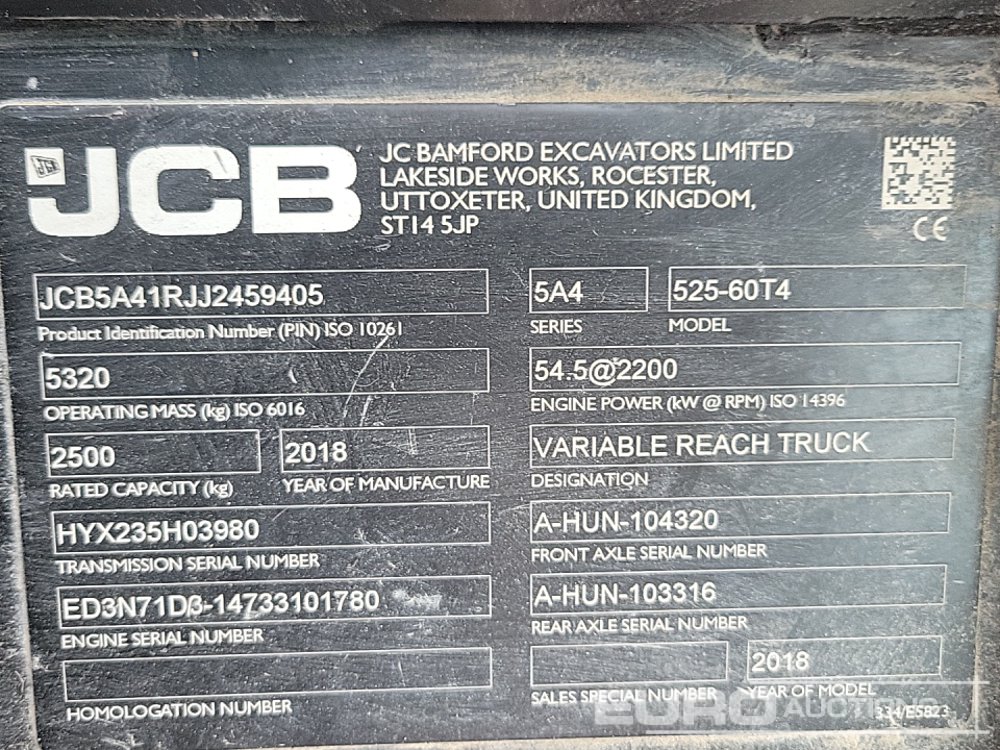 JCB
JC BAMFORD EXCAVATORS LIMITED
LAKESIDE WORKS, ROCESTER,
UTTOXETER, UNITED KINGDOM,
ST14 5JP
CE
JCB5A41RJJ2459405
Product Identification Number (PIN) ISO 10261
5A4
SERIES
525-60T4
MODEL
5320
OPERATING MASS (kg) ISO 6016
54.5@2200
ENGINE POWER (kW @ RPM) ISO 14396
2500
RATED CAPACITY (kg)
2018
YEAR OF MANUFACTURE
VARIABLE REACH TRUCK
DESIGNATION
HYX235H03980
TRANSMISSION SERIAL NUMBER
A-HUN-104320
FRONT AXLE SERIAL NUMBER
ED3N71D3-14733101780
ENGINE SERIAL NUMBER
A-HUN-103316
REAR AXLE SERIAL NUMBER
HOMOLOGATION NUMBER
SALES SPECIAL NUMBER
2018
YEAR OF MODEL
334/E5823
EURO AUCTIONS